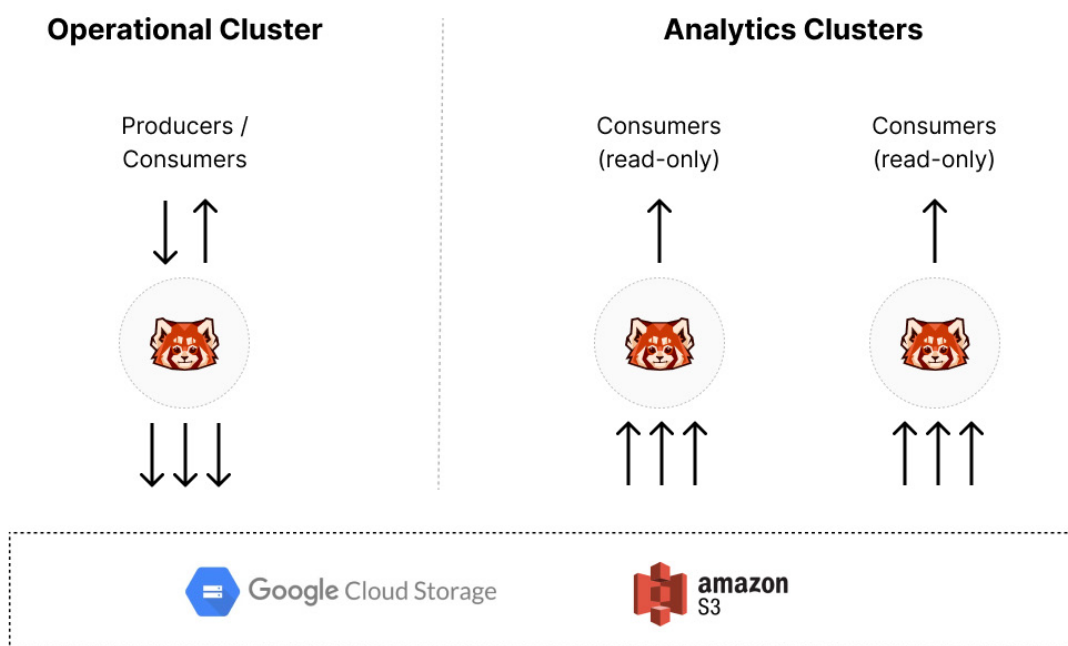 Operational Cluster
Analytics Clusters
Producers /
Consumers
Consumers
(read-only)
Consumers
(read-only)
Google Cloud Storage
amazon
S3